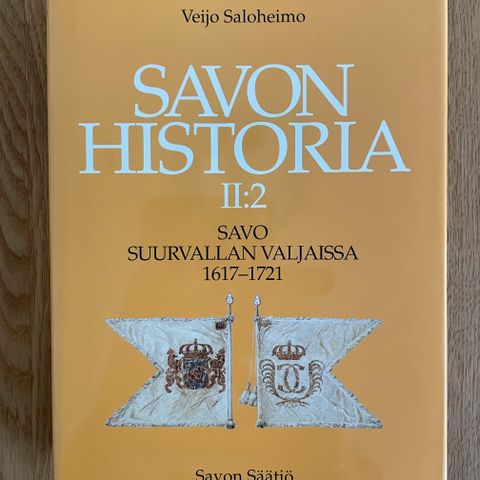 Veijo Saloheimo
SAVON
HISTORIA
II:2
SAVO
SUURVALLAN VALJAISSA
1617–1721
Savon Säätiö